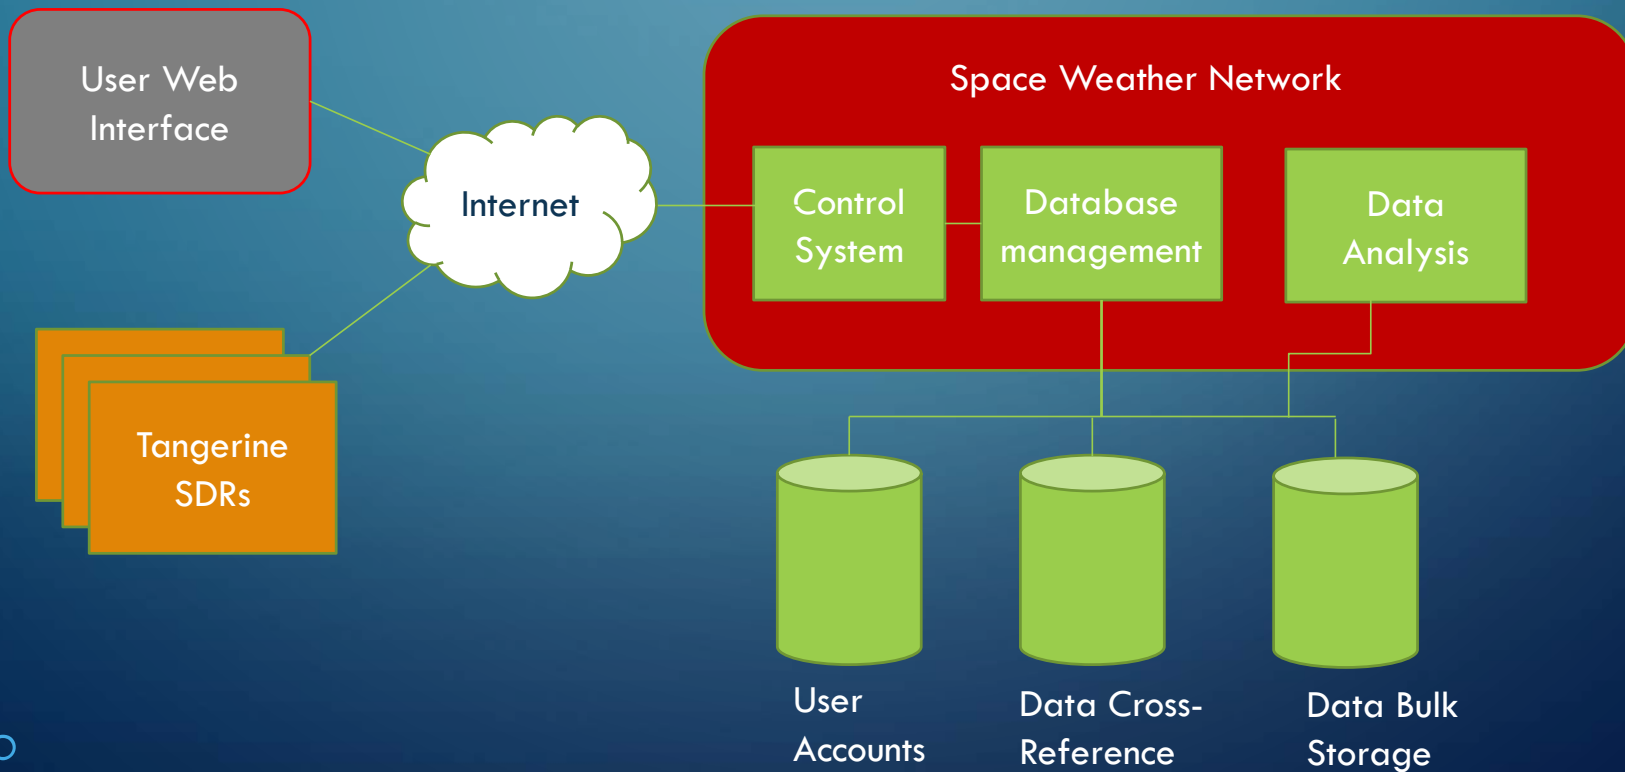 User Web
Interface
Space Weather Network
Internet
Control
System
Database
management
Data
Analysis
Tangerine
SDRs
User
Accounts
Data Cross-
Reference
Data Bulk
Storage